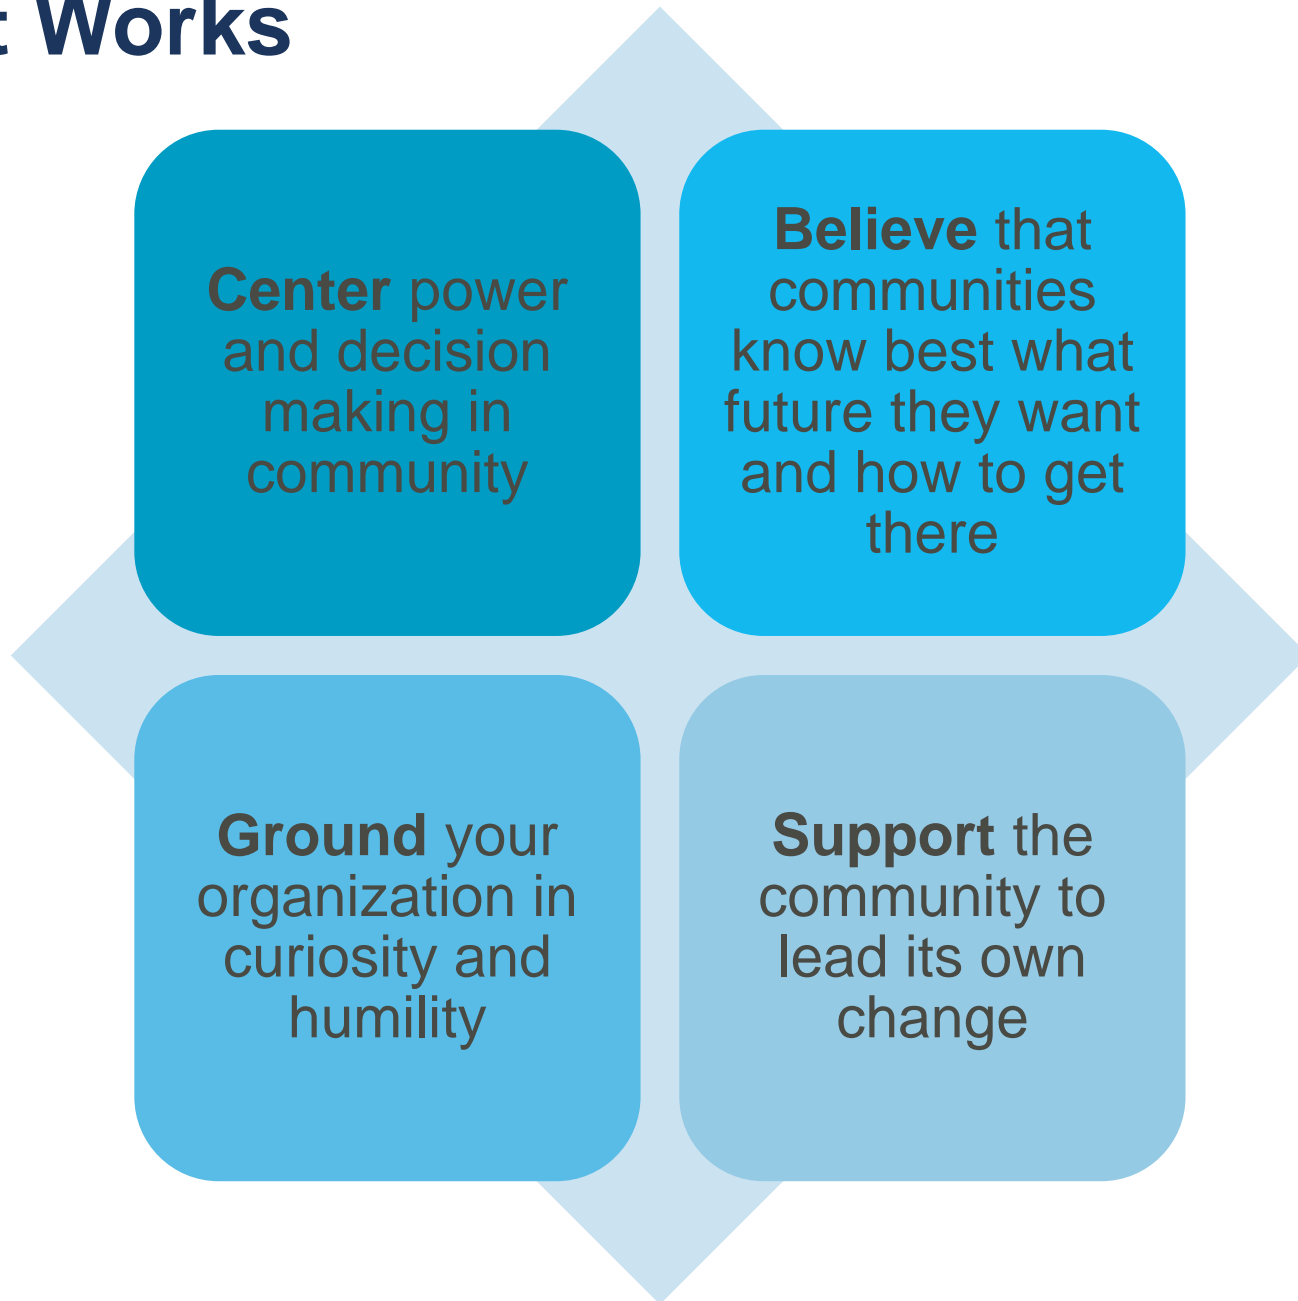 t Works
Center power
and decision
making in
community
Believe that
communities
know best what
future they want
and how to get
there
Ground your
organization in
curiosity and
humility
Support the
community to
lead its own
change